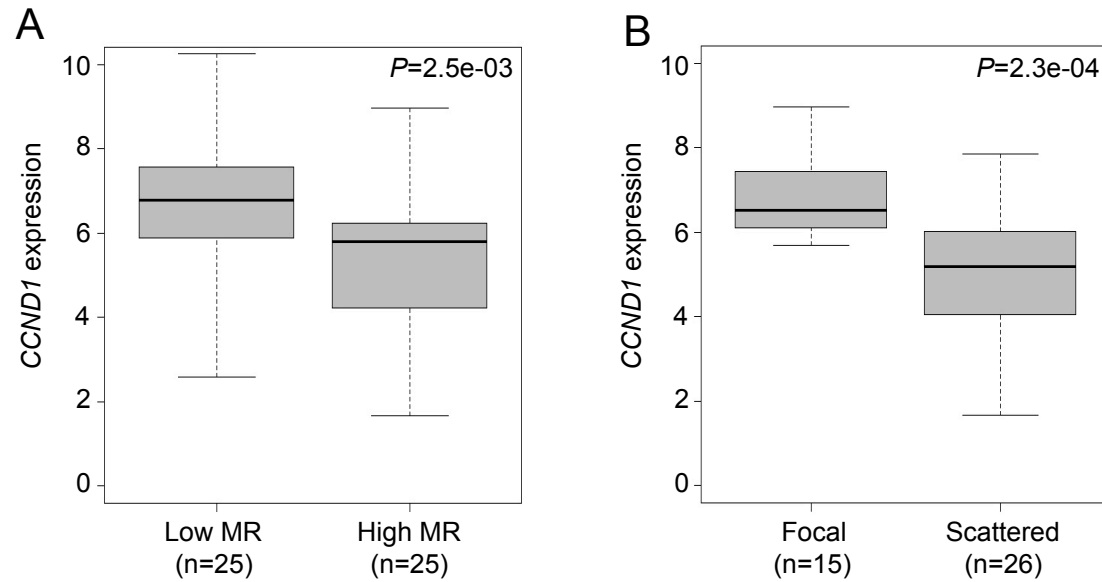 A
P=2.5e-03
CCND1 expression
10
8
6
4
2
0
Low MR
(n=25)
High MR
(n=25)
B
P=2.3e-04
CCND1 expression
10
8
6
4
2
0
Focal
(n=15)
Scattered
(n=26)